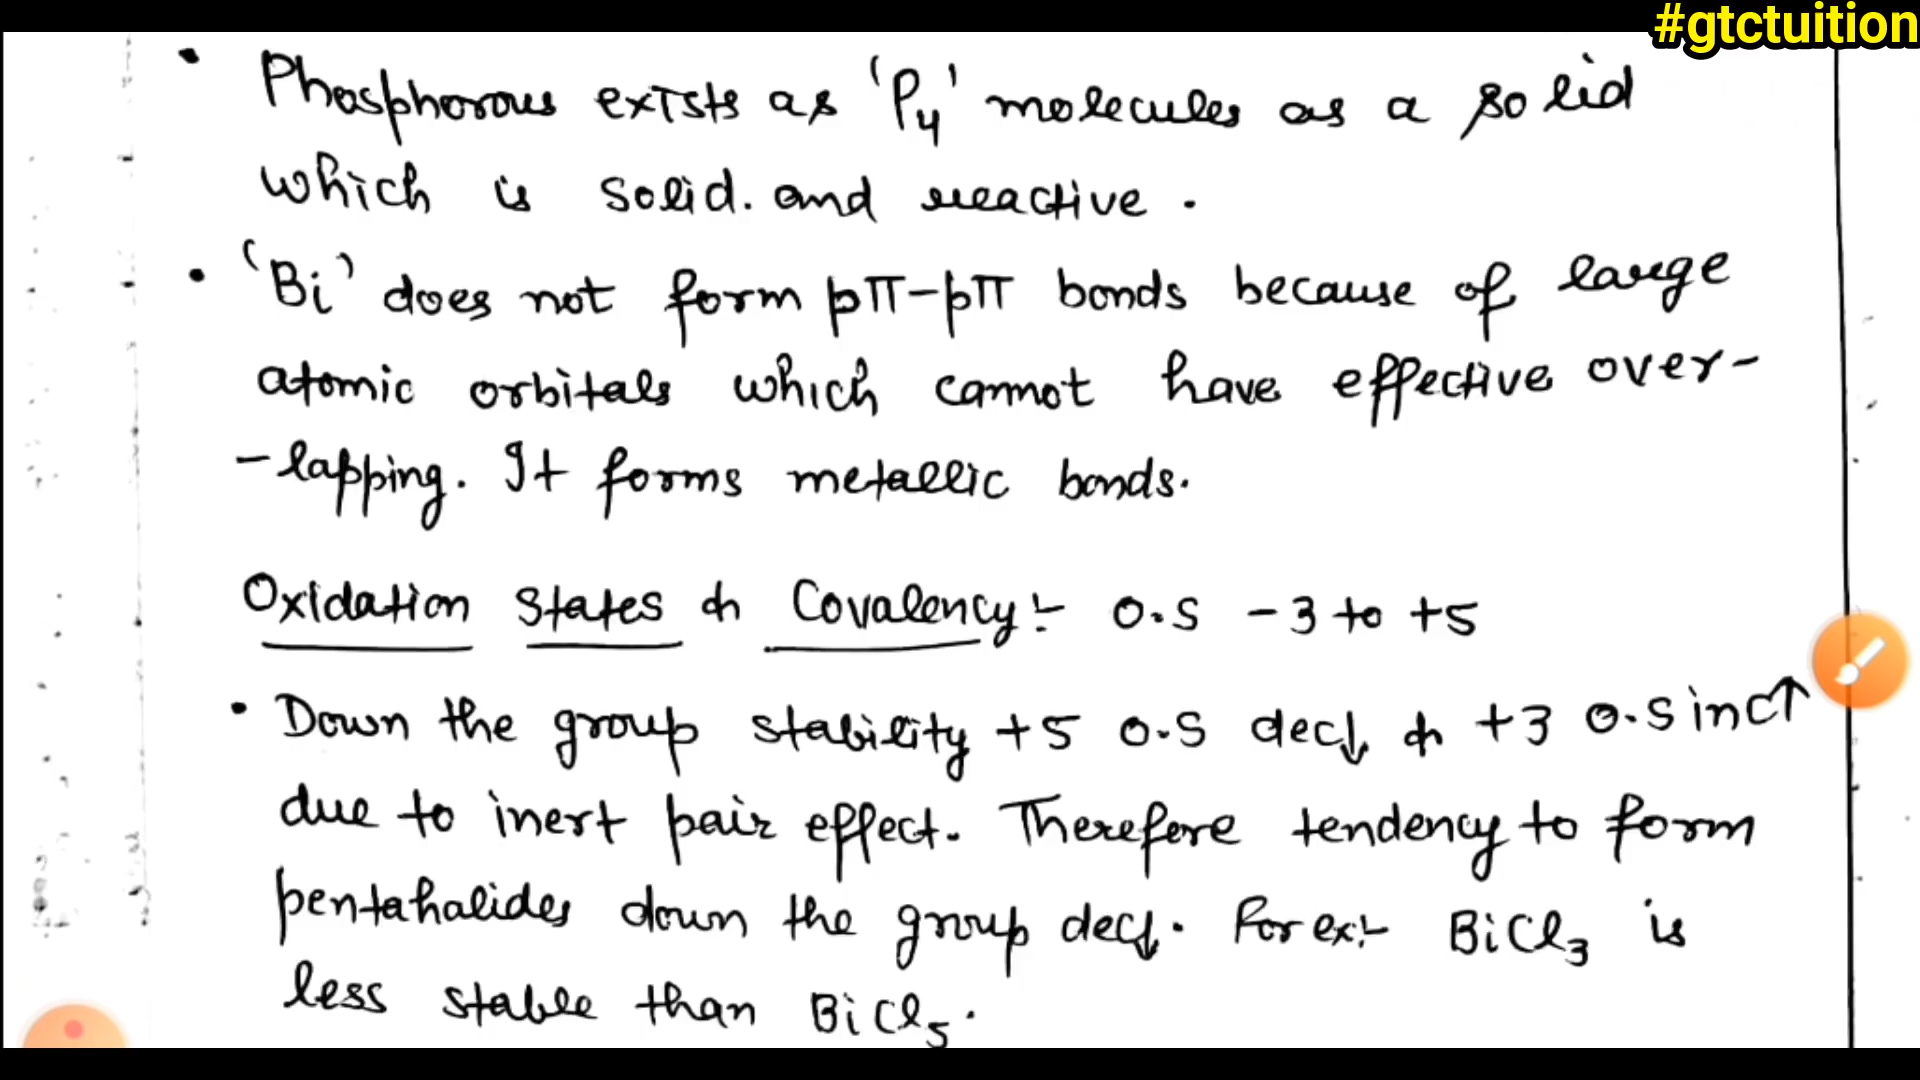 #gtctuition
• Phosphorous exists as 'P₄' molecules as a solid
which is solid. and reactive.
• 'Bi' does not form pπ-pπ bonds because of large
atomic orbitals which cannot have effective over-
-lapping. It forms metallic bonds.
Oxidation States & Covalency:- O.S -3 to +5
• Down the group stability +5 O.S dec↓ & +3 O.S inc↑
due to inert pair effect. Therefore tendency to form
pentahalides down the group dec↓. For ex:- BiCl₃ is
less stable than BiCl₅.